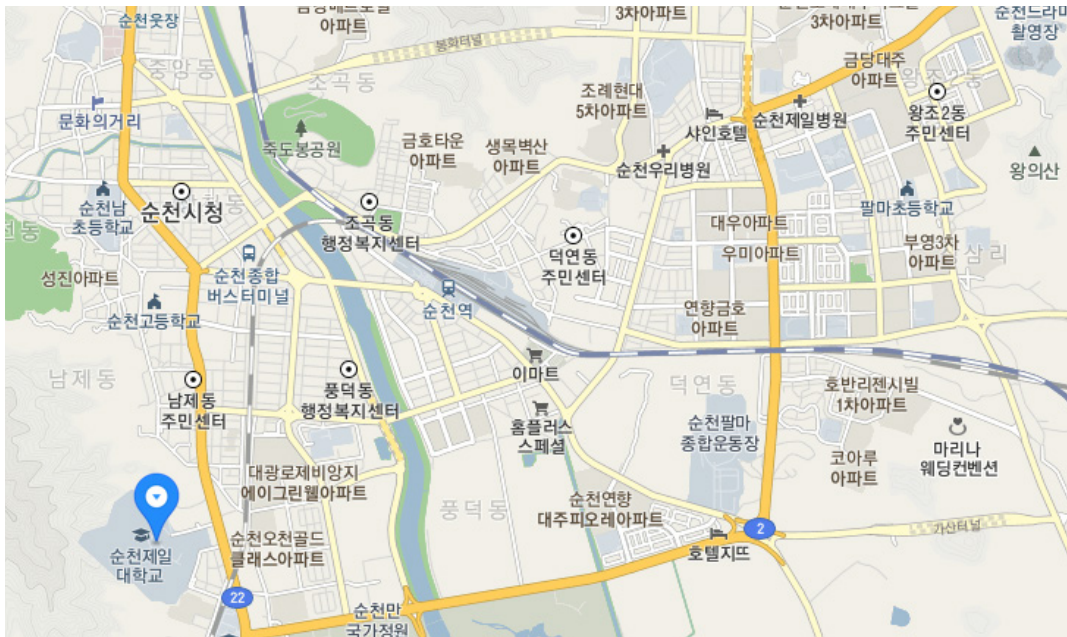 순천웃장
금강메트로빌
아파트
3차아파트
3차아파트
순천드라마
촬영장
봉화터널
중앙동
조곡동
금당대주
아파트
왕조2동
조례현대
5차아파트
문화의거리
샤인호텔
순천제일병원
왕조2동
주민센터
죽도봉공원
금호타운
아파트
생목벽산
아파트
순천우리병원
왕의산
순천남
초등학교
순천시청
조곡동
행정복지센터
팔마초등학교
대우아파트
덕연동
주민센터
우미아파트
부영3차
아파트
삼리
성진아파트
순천종합
버스터미널
순천역
연향금호
아파트
순천고등학교
이마트
남제동
덕연동
풍덕동
행정복지센터
남제동
주민센터
호반리젠시빌
1차아파트
홈플러스
스페셜
순천팔마
종합운동장
마리나
웨딩컨벤션
코아루
아파트
대광로제비앙지
에이그린웰아파트
풍덕동
순천연향
대주피오레아파트
2
가산터널
순천제일
대학교
순천오천골드
클래스아파트
호텔지뜨
22
순천만
국가정원